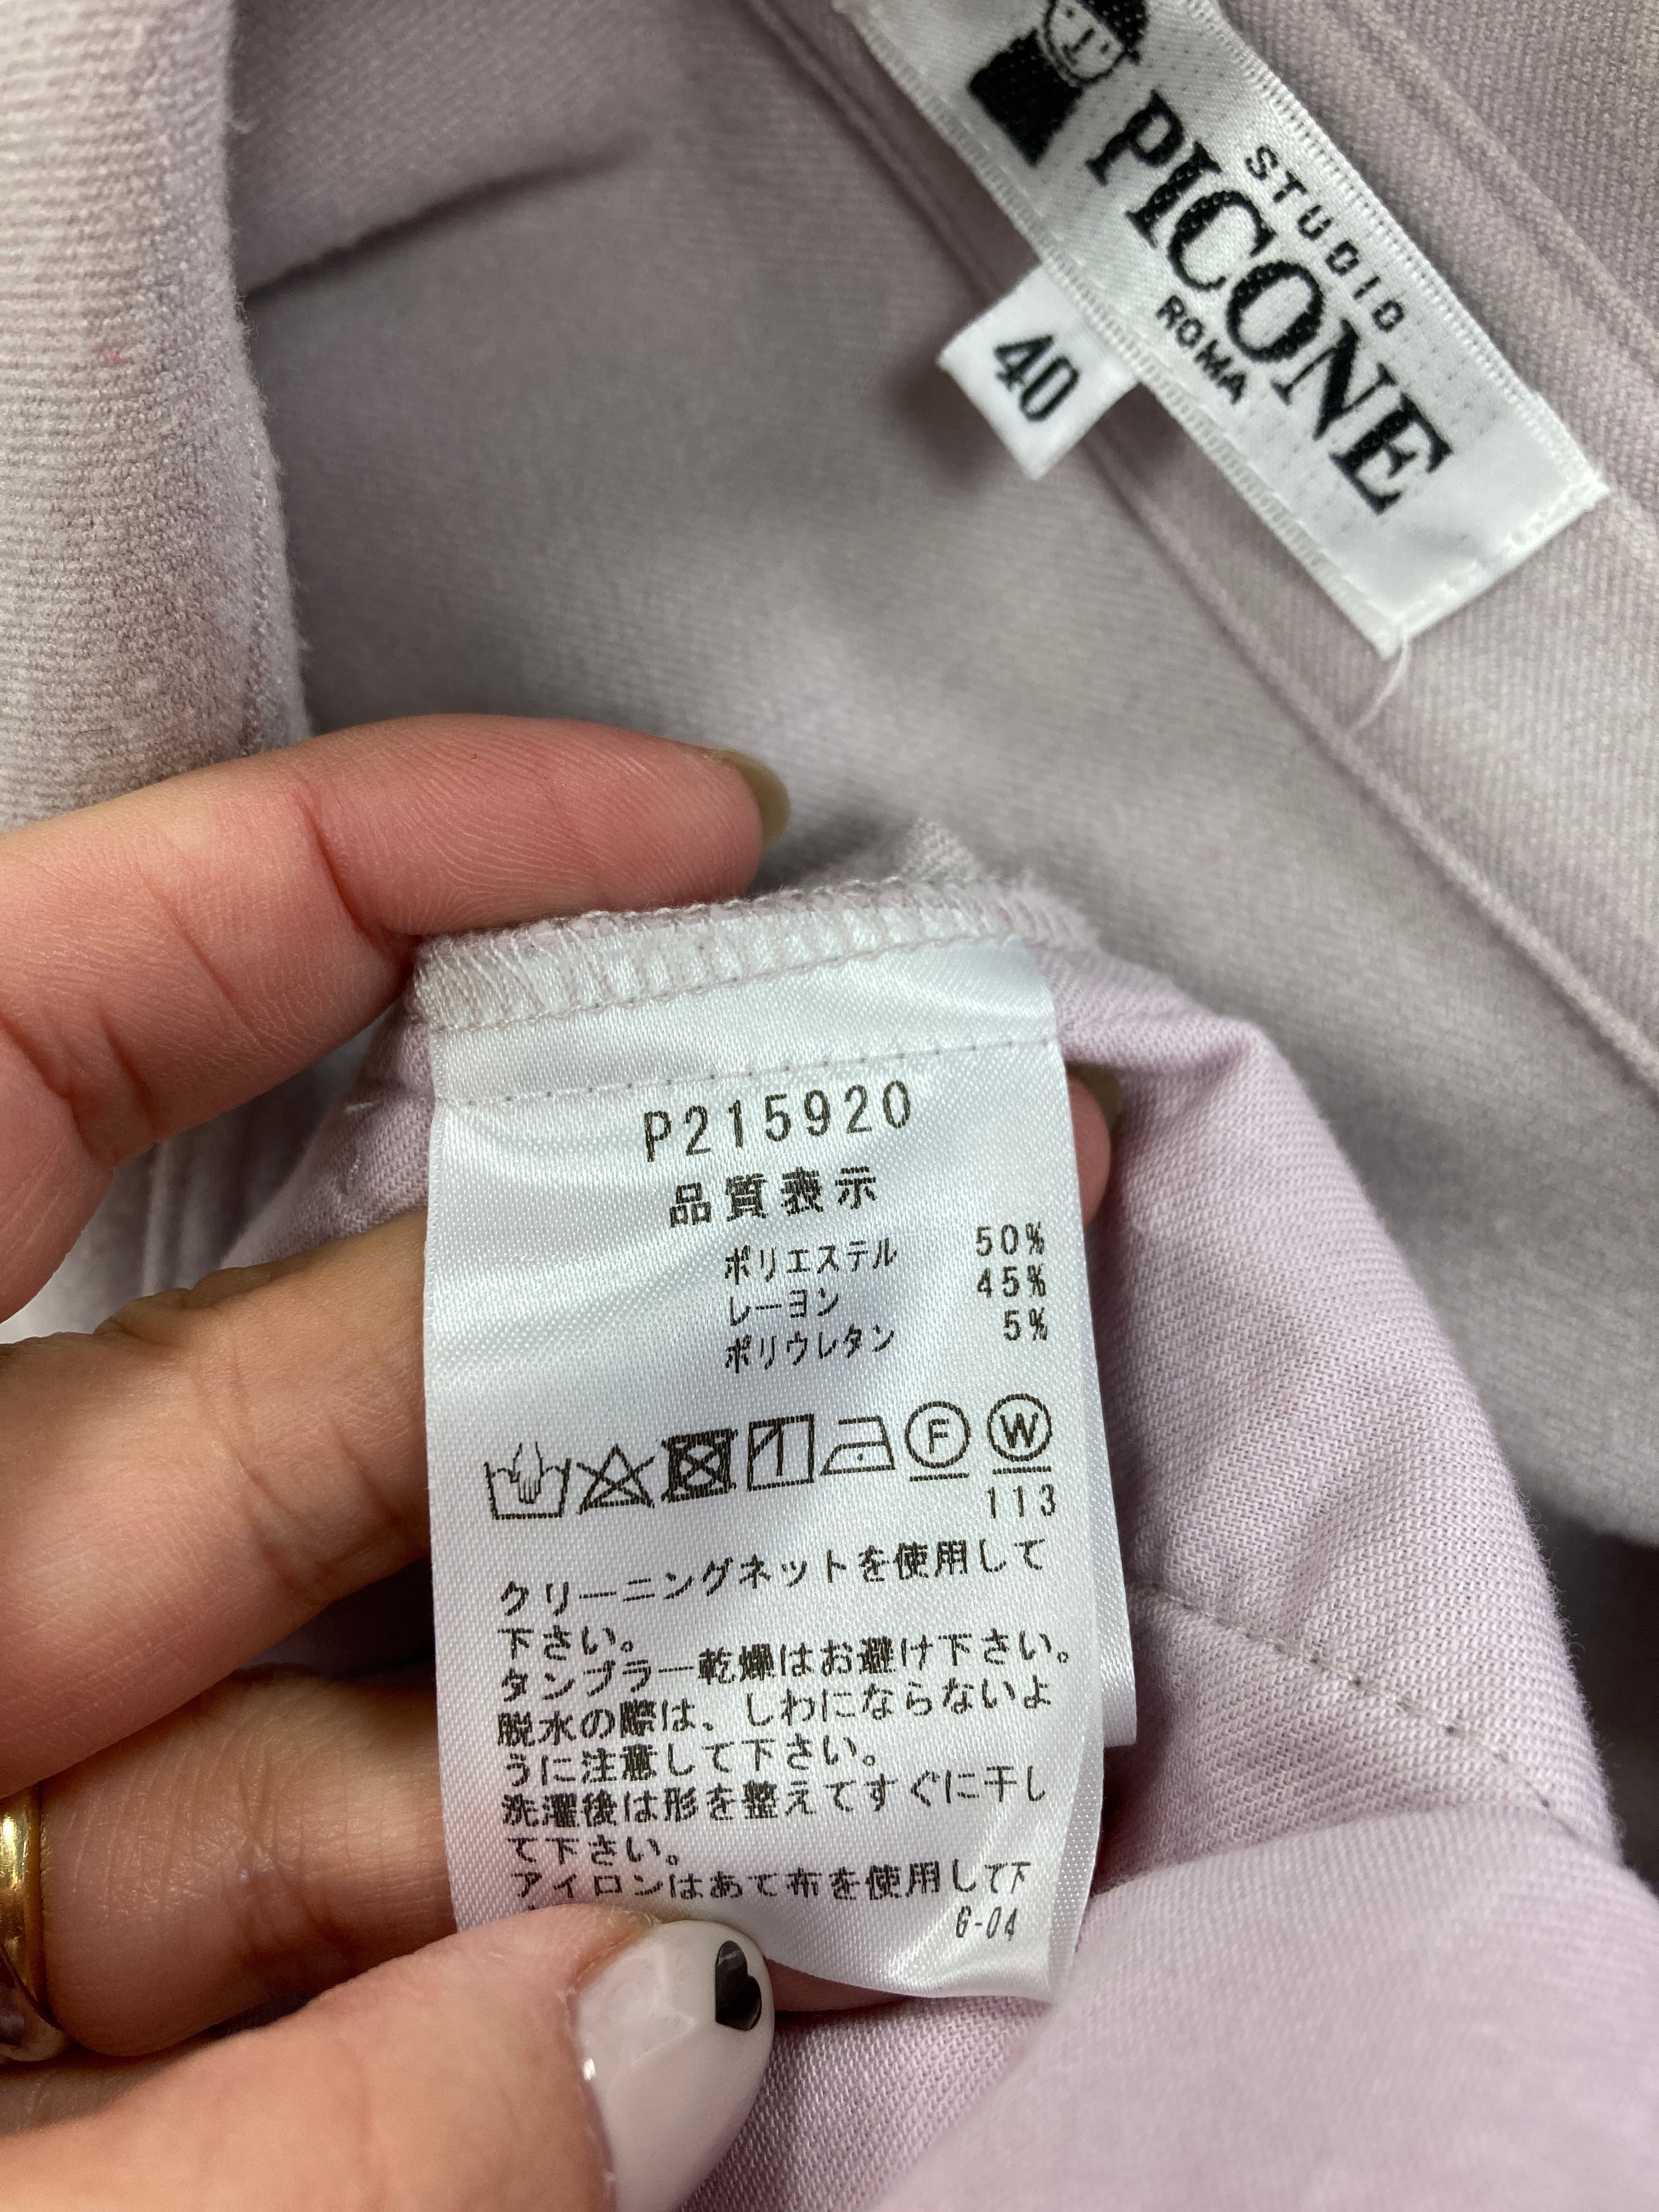 STUDIO
PICONE
ROMA
40
P215920
品質表示
ポリエステル 50%
レーヨン 45%
ポリウレタン 5%
F W
113
クリーニングネットを使用して
下さい。
タンブラー乾燥はお避け下さい。
脱水の際は、しわにならないよ
うに注意して下さい。
洗濯後は形を整えてすぐに干し
て下さい。
アイロンはあて布を使用して下
G-04